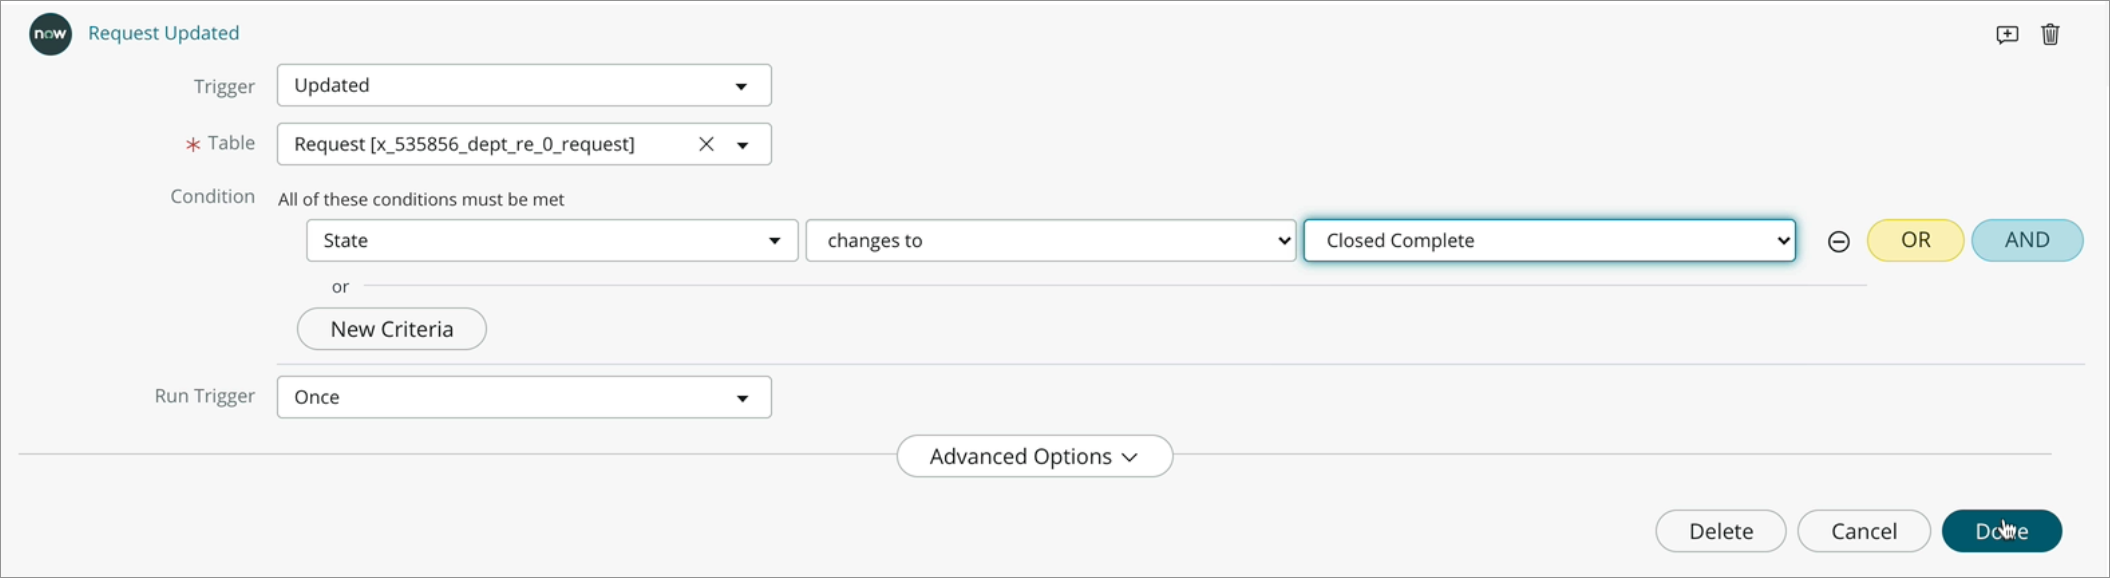 now Request Updated
Trigger Updated
* Table Request [x_535856_dept_re_0_request]
Condition All of these conditions must be met
State changes to Closed Complete OR AND
or
New Criteria
Run Trigger Once
Advanced Options
Delete Cancel Done